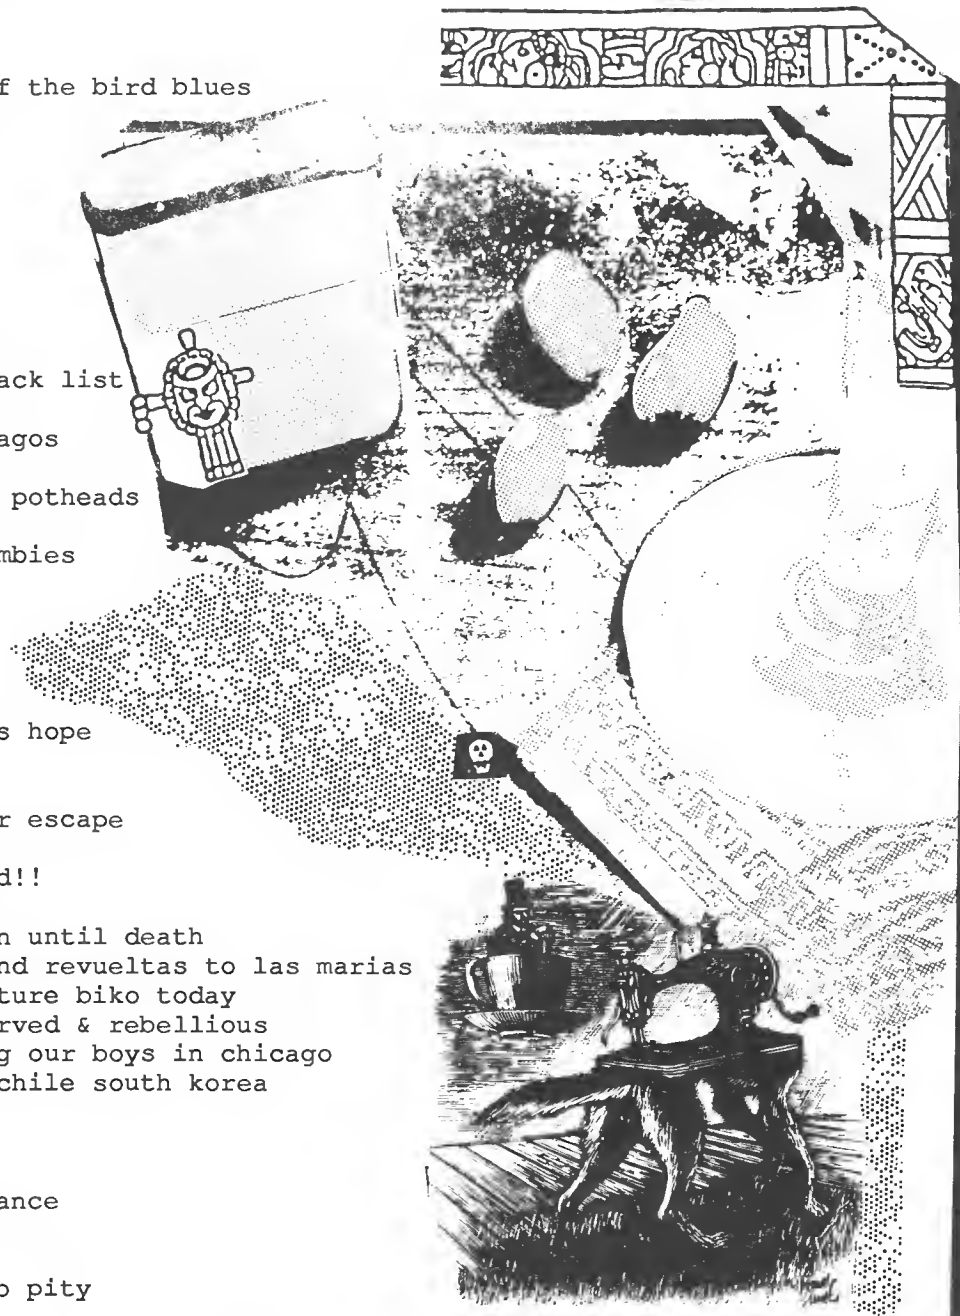 f the bird blues
ack list
agos
potheads
mbies
s hope
r escape
d!!
n until death
nd revueltas to las marias
ture biko today
rved & rebellious
g our boys in chicago
chile south korea
ance
o pity